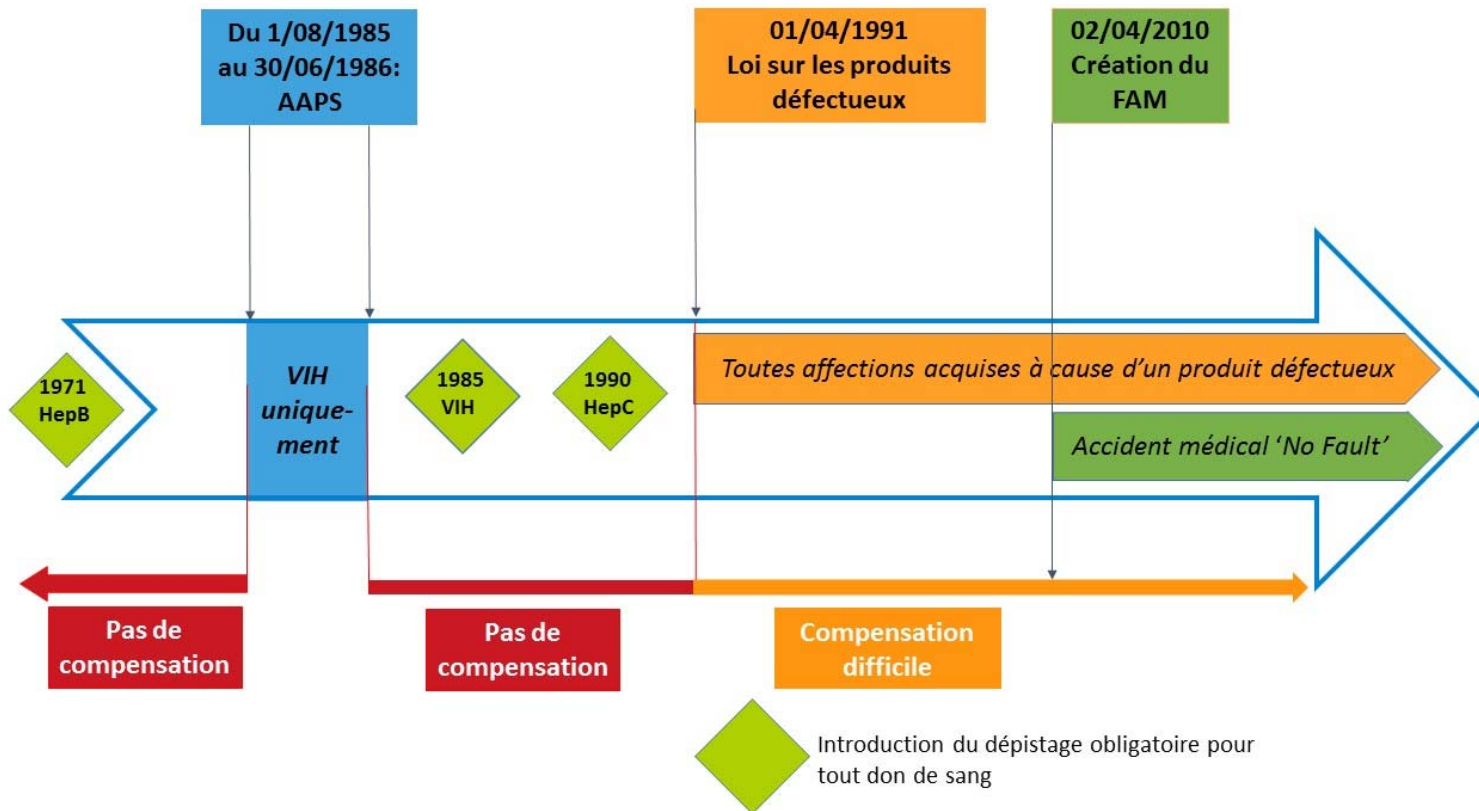 Du 1/08/1985
au 30/06/1986:
AAPS
01/04/1991
Loi sur les produits
défectueux
02/04/2010
Création du
FAM
1971
HepB
VIH
unique-
ment
1985
VIH
1990
HepC
Toutes affections acquises à cause d’un produit défectueux
Accident médical ‘No Fault’
Pas de
compensation
Pas de
compensation
Compensation
difficile
Introduction du dépistage obligatoire pour
tout don de sang